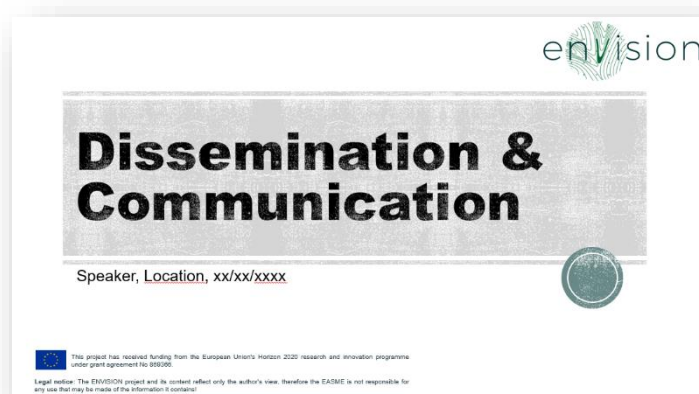 envision
Dissemination &
Communication
Speaker, Location, xx/xx/xxxx
This project has received funding from the European Union's Horizon 2020 research and innovation programme
under grant agreement No 869366.
Legal notice: The ENVISION project and its content reflect only the author's view, therefore the EASME is not responsible for
any use that may be made of the information it contains!